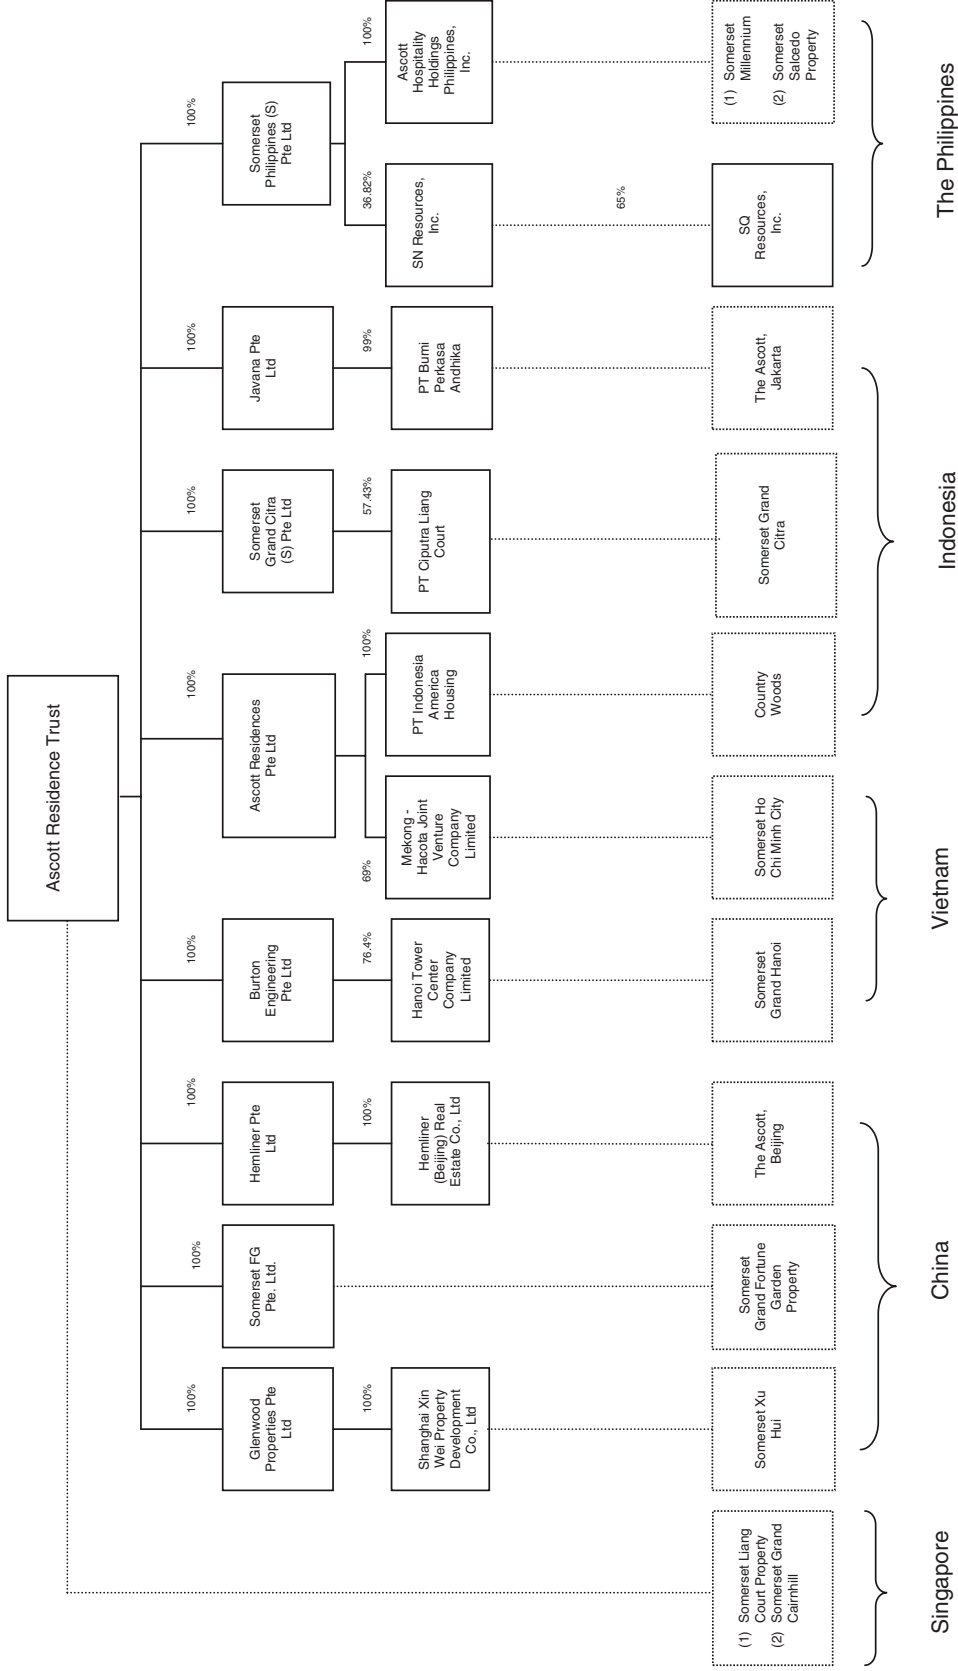 Ascott Residence Trust
100%
100%
100%
100%
100%
100%
100%
100%
Glenwood
Properties Pte
Ltd
Somerset FG
Pte. Ltd.
Hemliner Pte
Ltd
Burton
Engineering
Pte Ltd
Ascott Residences
Pte Ltd
Somerset
Grand Citra
(S) Pte Ltd
Javana Pte
Ltd
Somerset
Philippines (S)
Pte Ltd
100%
100%
76.4%
69%
100%
57.43%
99%
36.82%
100%
Shanghai Xin
Wei Property
Development
Co., Ltd
Hemliner
(Beijing) Real
Estate Co., Ltd
Hanoi Tower
Center
Company
Limited
Mekong -
Hacota Joint
Venture
Company
Limited
PT Indonesia
America
Housing
PT Ciputra Liang
Court
PT Bumi
Perkasa
Andhika
SN Resources,
Inc.
Ascott
Hospitality
Holdings
Philippines,
Inc.
65%
(1) Somerset Liang
Court Property
(2) Somerset Grand
Cairnhill
Somerset Xu
Hui
Somerset
Grand Fortune
Garden
Property
The Ascott,
Beijing
Somerset
Grand Hanoi
Somerset Ho
Chi Minh City
Country
Woods
Somerset Grand
Citra
The Ascott,
Jakarta
SQ
Resources,
Inc.
(1) Somerset
Millennium
(2) Somerset
Salcedo
Property
Singapore
China
Vietnam
Indonesia
The Philippines